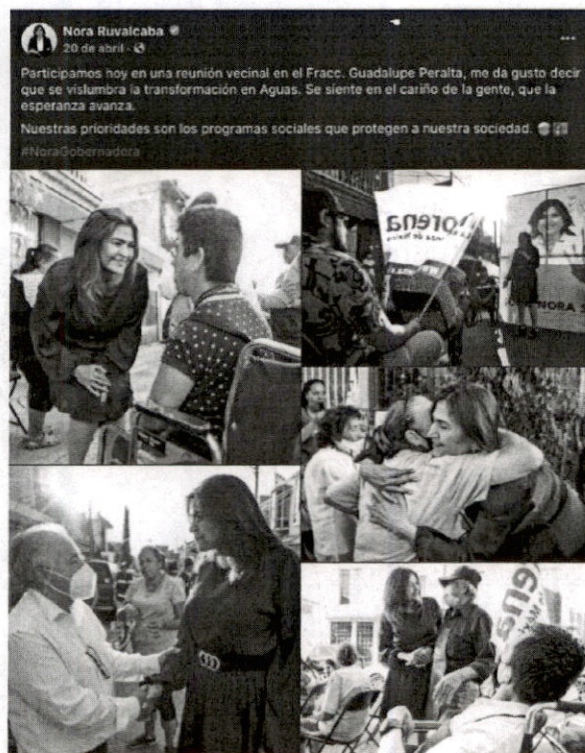 Nora Ruvalcaba
20 de abril ·
Participamos hoy en una reunión vecinal en el Fracc. Guadalupe Peralta, me da gusto decir
que se vislumbra la transformación en Aguas. Se siente en el cariño de la gente, que la
esperanza avanza.
Nuestras prioridades son los programas sociales que protegen a nuestra sociedad.
#NoraGobernadora
morena
NORA
ena